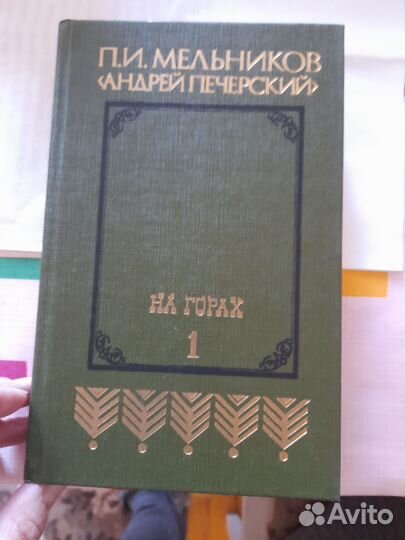 П.И. МЕЛЬНИКОВ
‹АНДРЕЙ ПЕЧЕРСКИЙ›
НА ГОРАХ
1
Avito